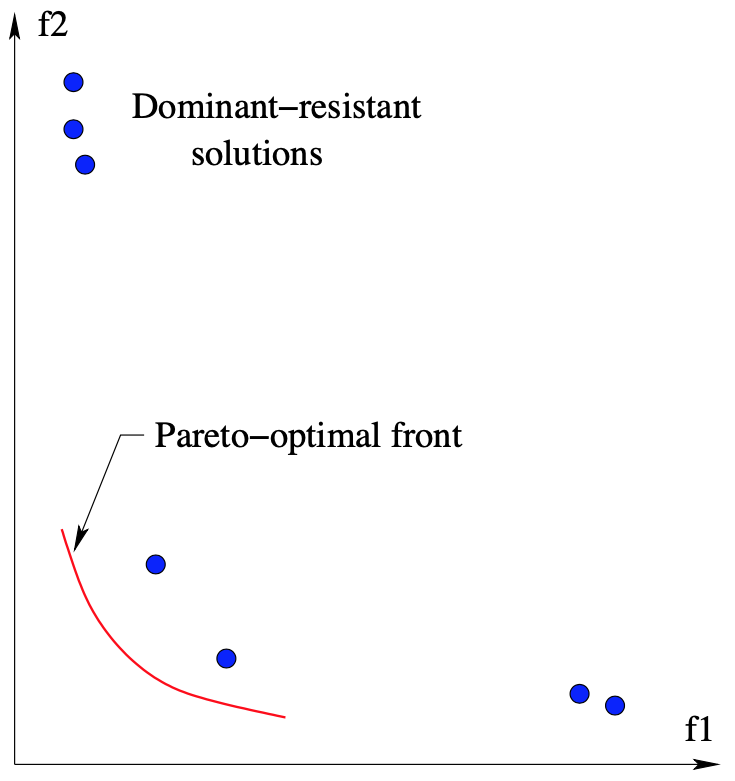 f2
Dominant−resistant
solutions
Pareto−optimal front
f1